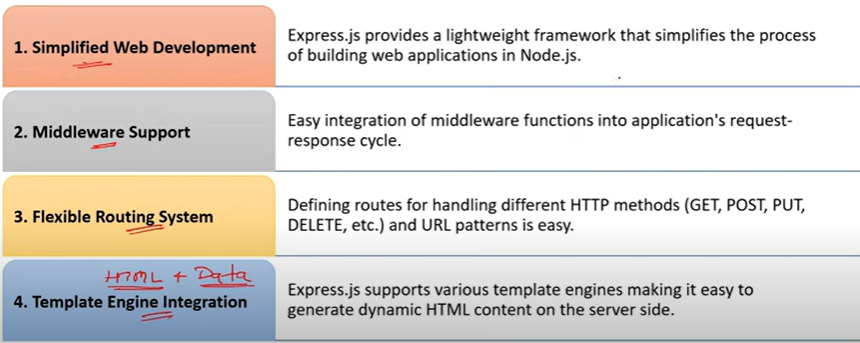 1. Simplified Web Development
Express.js provides a lightweight framework that simplifies the process
of building web applications in Node.js.
2. Middleware Support
Easy integration of middleware functions into application's request-
response cycle.
3. Flexible Routing System
Defining routes for handling different HTTP methods (GET, POST, PUT,
DELETE, etc.) and URL patterns is easy.
HTML + Data
4. Template Engine Integration
Express.js supports various template engines making it easy to
generate dynamic HTML content on the server side.